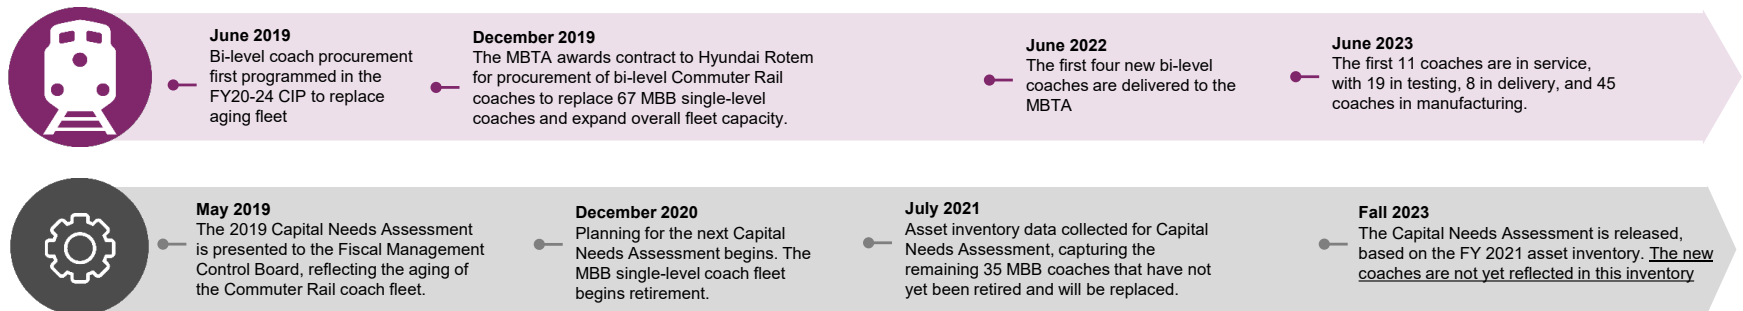 June 2019
Bi-level coach procurement
first programmed in the
FY20-24 CIP to replace
aging fleet
December 2019
The MBTA awards contract to Hyundai Rotem
for procurement of bi-level Commuter Rail
coaches to replace 67 MBB single-level
coaches and expand overall fleet capacity.
June 2022
The first four new bi-level
coaches are delivered to the
MBTA
June 2023
The first 11 coaches are in service,
with 19 in testing, 8 in delivery, and 45
coaches in manufacturing.
May 2019
The 2019 Capital Needs Assessment
is presented to the Fiscal Management
Control Board, reflecting the aging of
the Commuter Rail coach fleet.
December 2020
Planning for the next Capital
Needs Assessment begins. The
MBB single-level coach fleet
begins retirement.
July 2021
Asset inventory data collected for Capital
Needs Assessment, capturing the
remaining 35 MBB coaches that have not
yet been retired and will be replaced.
Fall 2023
The Capital Needs Assessment is released,
based on the FY 2021 asset inventory. The new
coaches are not yet reflected in this inventory